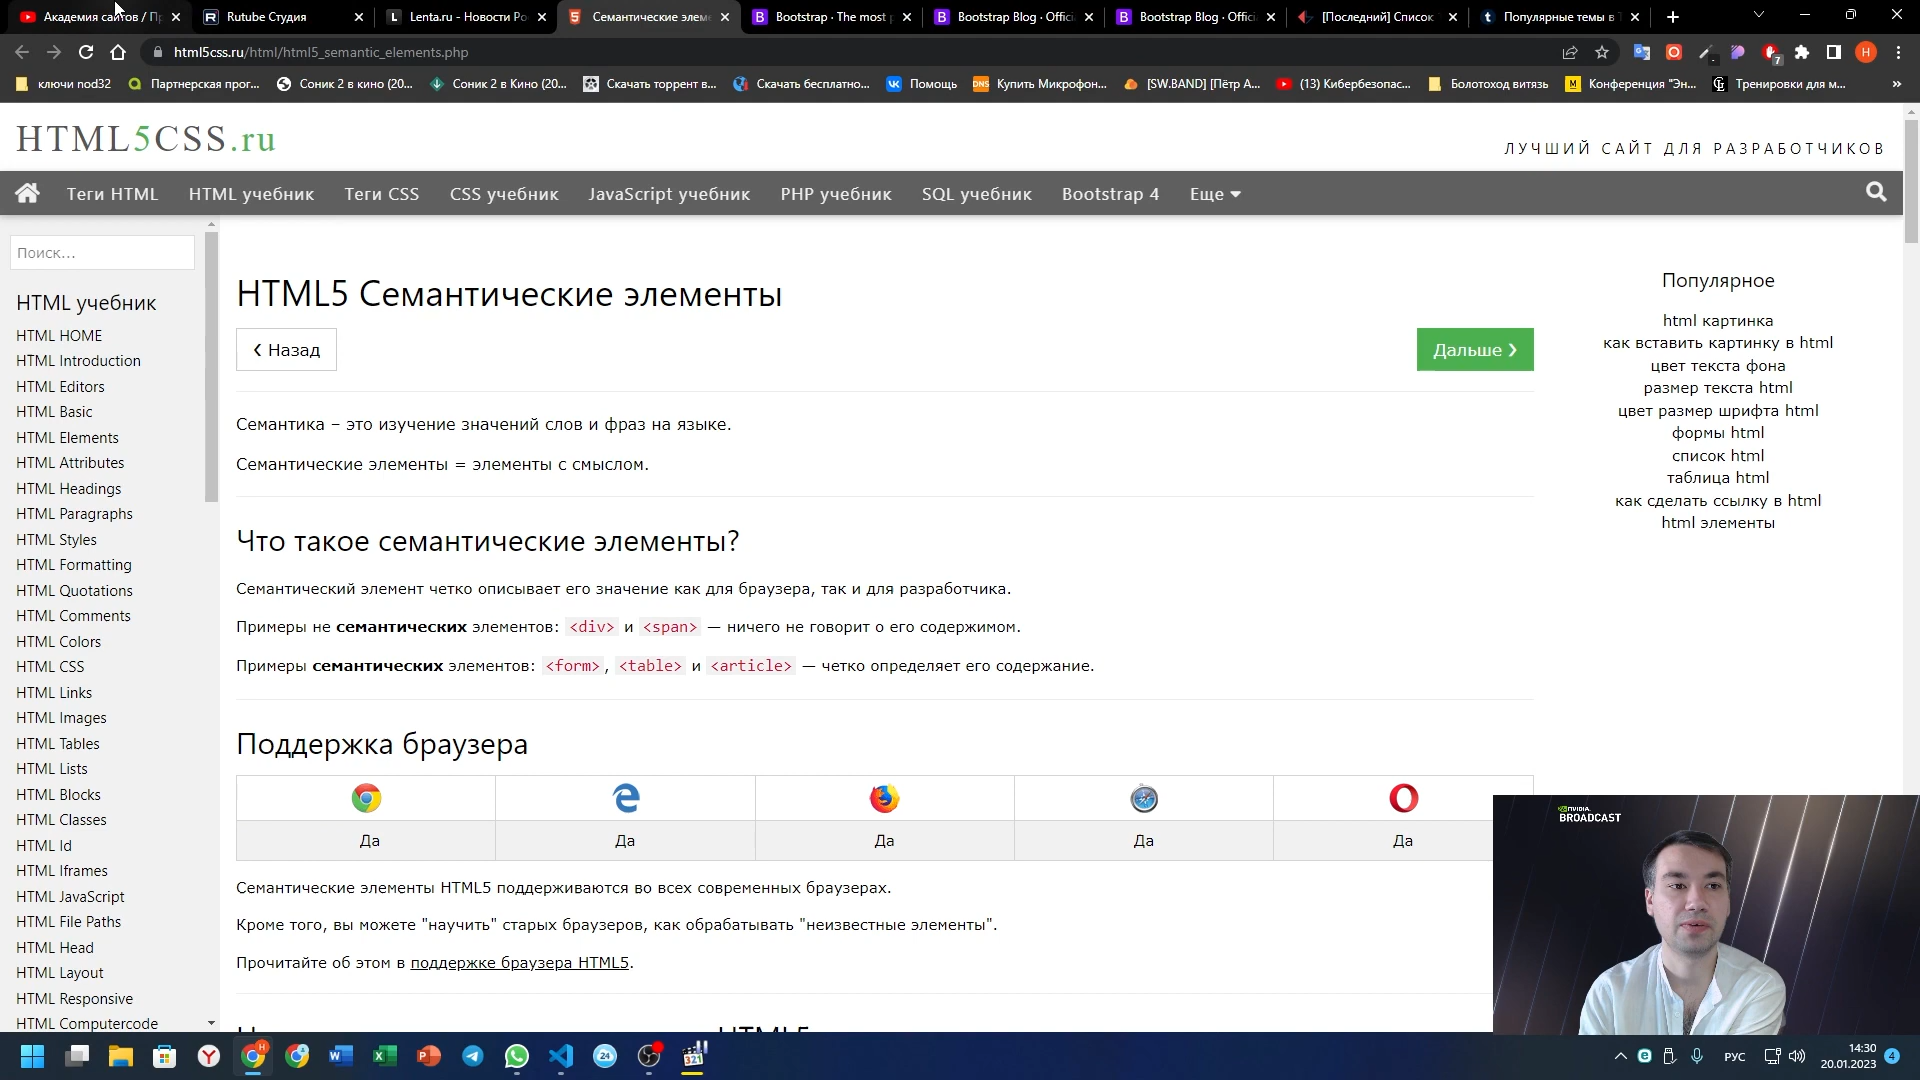 Академия сайтов / П
Rutube Студия
Lenta.ru - Новости Ро
Семантические элем
Bootstrap · The most p
Bootstrap Blog · Offici
Bootstrap Blog · Offici
[Последний] Список
Популярные темы в T
html5css.ru/html/html5_semantic_elements.php
7
H
ключи nod32
Партнерская прог...
Соник 2 в кино (20...
Соник 2 в Кино (20...
Скачать торрент в...
Скачать бесплатно...
Помощь
DNS
Купить Микрофон...
[SW.BAND] [Пётр А...
(13) Кибербезопас...
Болотоход витязь
Конференция "Эн...
Тренировки для м...
»
HTML5CSS.ru
ЛУЧШИЙ САЙТ ДЛЯ РАЗРАБОТЧИКОВ
Теги HTML
HTML учебник
Теги CSS
CSS учебник
JavaScript учебник
PHP учебник
SQL учебник
Bootstrap 4
Еще
Поиск...
HTML учебник
HTML HOME
HTML Introduction
HTML Editors
HTML Basic
HTML Elements
HTML Attributes
HTML Headings
HTML Paragraphs
HTML Styles
HTML Formatting
HTML Quotations
HTML Comments
HTML Colors
HTML CSS
HTML Links
HTML Images
HTML Tables
HTML Lists
HTML Blocks
HTML Classes
HTML Id
HTML Iframes
HTML JavaScript
HTML File Paths
HTML Head
HTML Layout
HTML Responsive
HTML Computercode
HTML5 Семантические элементы
❮ Назад
Дальше ❯
Семантика – это изучение значений слов и фраз на языке.
Семантические элементы = элементы с смыслом.
Что такое семантические элементы?
Семантический элемент четко описывает его значение как для браузера, так и для разработчика.
Примеры не семантических элементов: <div> и <span> — ничего не говорит о его содержимом.
Примеры семантических элементов: <form>, <table> и <article> — четко определяет его содержание.
Поддержка браузера
Да
Да
Да
Да
Да
Семантические элементы HTML5 поддерживаются во всех современных браузерах.
Кроме того, вы можете "научить" старых браузеров, как обрабатывать "неизвестные элементы".
Прочитайте об этом в поддержке браузера HTML5.
Популярное
html картинка
как вставить картинку в html
цвет текста фона
размер текста html
цвет размер шрифта html
формы html
список html
таблица html
как сделать ссылку в html
html элементы
NVIDIA.
BROADCAST
24
321
РУС
14:30
20.01.2023
4